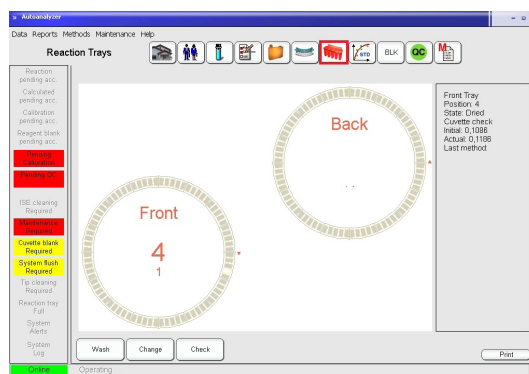 Autoanalyzer
Data Reports Methods Maintenance Help
Reaction Trays
STD
BLK
QC
M
Reaction
pending acc.
Calculated
pending acc.
Calibration
pending acc.
Reagent blank
pending acc.
Pending
Calibration
Pending QC
ISE cleaning
Required
Maintenance
Required
Cuvette blank
Required
System flush
Required
Tip cleaning
Required
Reaction tray
Full
System
Alerts
System
Log
Online
Back
Front
4
1
Front Tray
Position: 4
State: Dried
Cuvette check
Initial: 0,1086
Actual: 0,1186
Last method:
Wash
Change
Check
Print
Operating